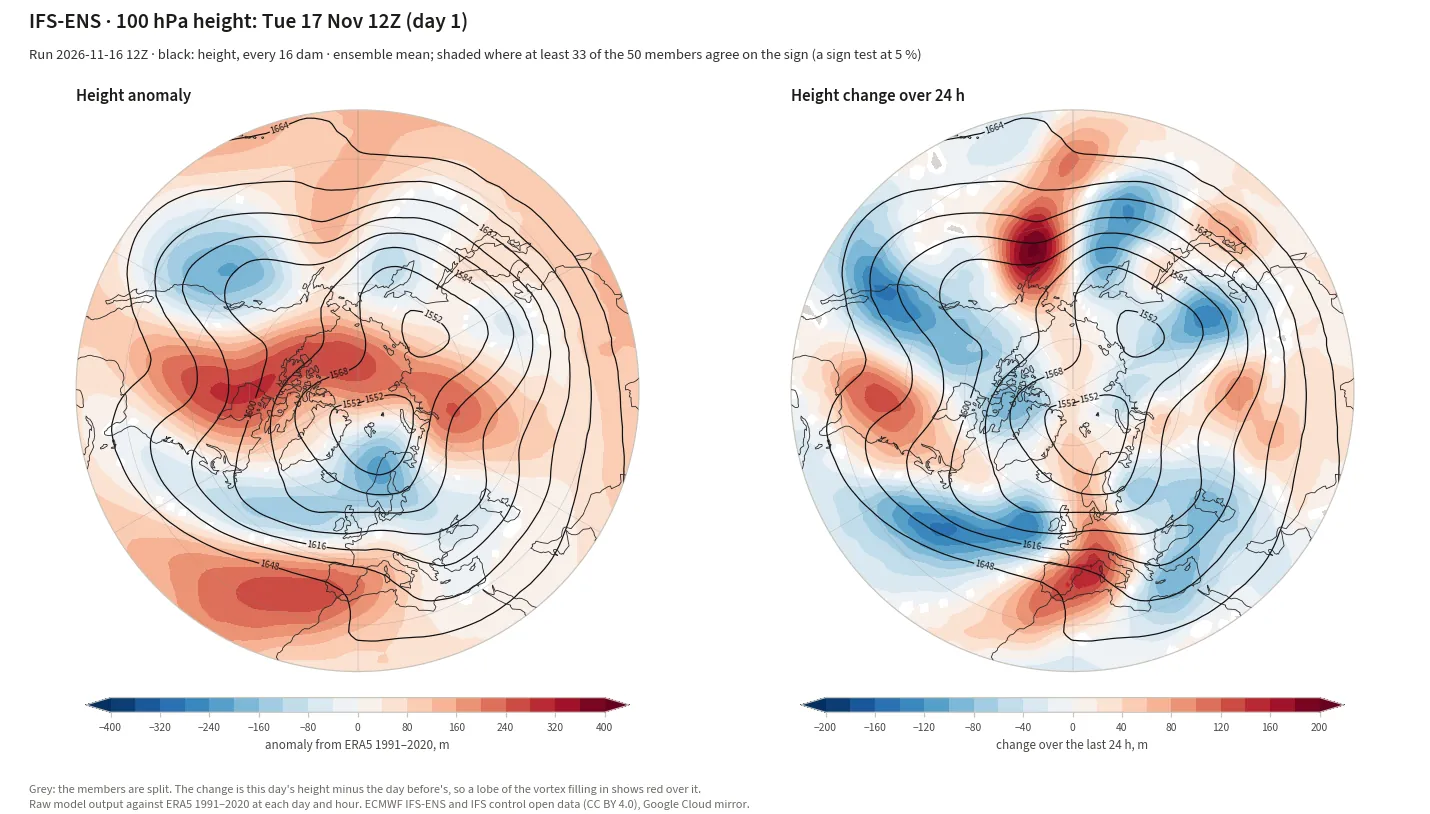 IFS-ENS · 100 hPa height: Tue 17 Nov 12Z (day 1)
Run 2026-11-16 12Z · black: height, every 16 dam · ensemble mean; shaded where at least 33 of the 50 members agree on the sign (a sign test at 5 %)
Height anomaly
Height change over 24 h
1664
1632
1584
1552
1568
1600
1552
1552
1616
1648
1664
1632
1584
1552
1568
1600
1552
1552
1616
1648
−400 −320 −240 −160 −80 0 80 160 240 320 400
anomaly from ERA5 1991–2020, m
−200 −160 −120 −80 −40 0 40 80 120 160 200
change over the last 24 h, m
Grey: the members are split. The change is this day's height minus the day before's, so a lobe of the vortex filling in shows red over it.
Raw model output against ERA5 1991–2020 at each day and hour. ECMWF IFS-ENS and IFS control open data (CC BY 4.0), Google Cloud mirror.